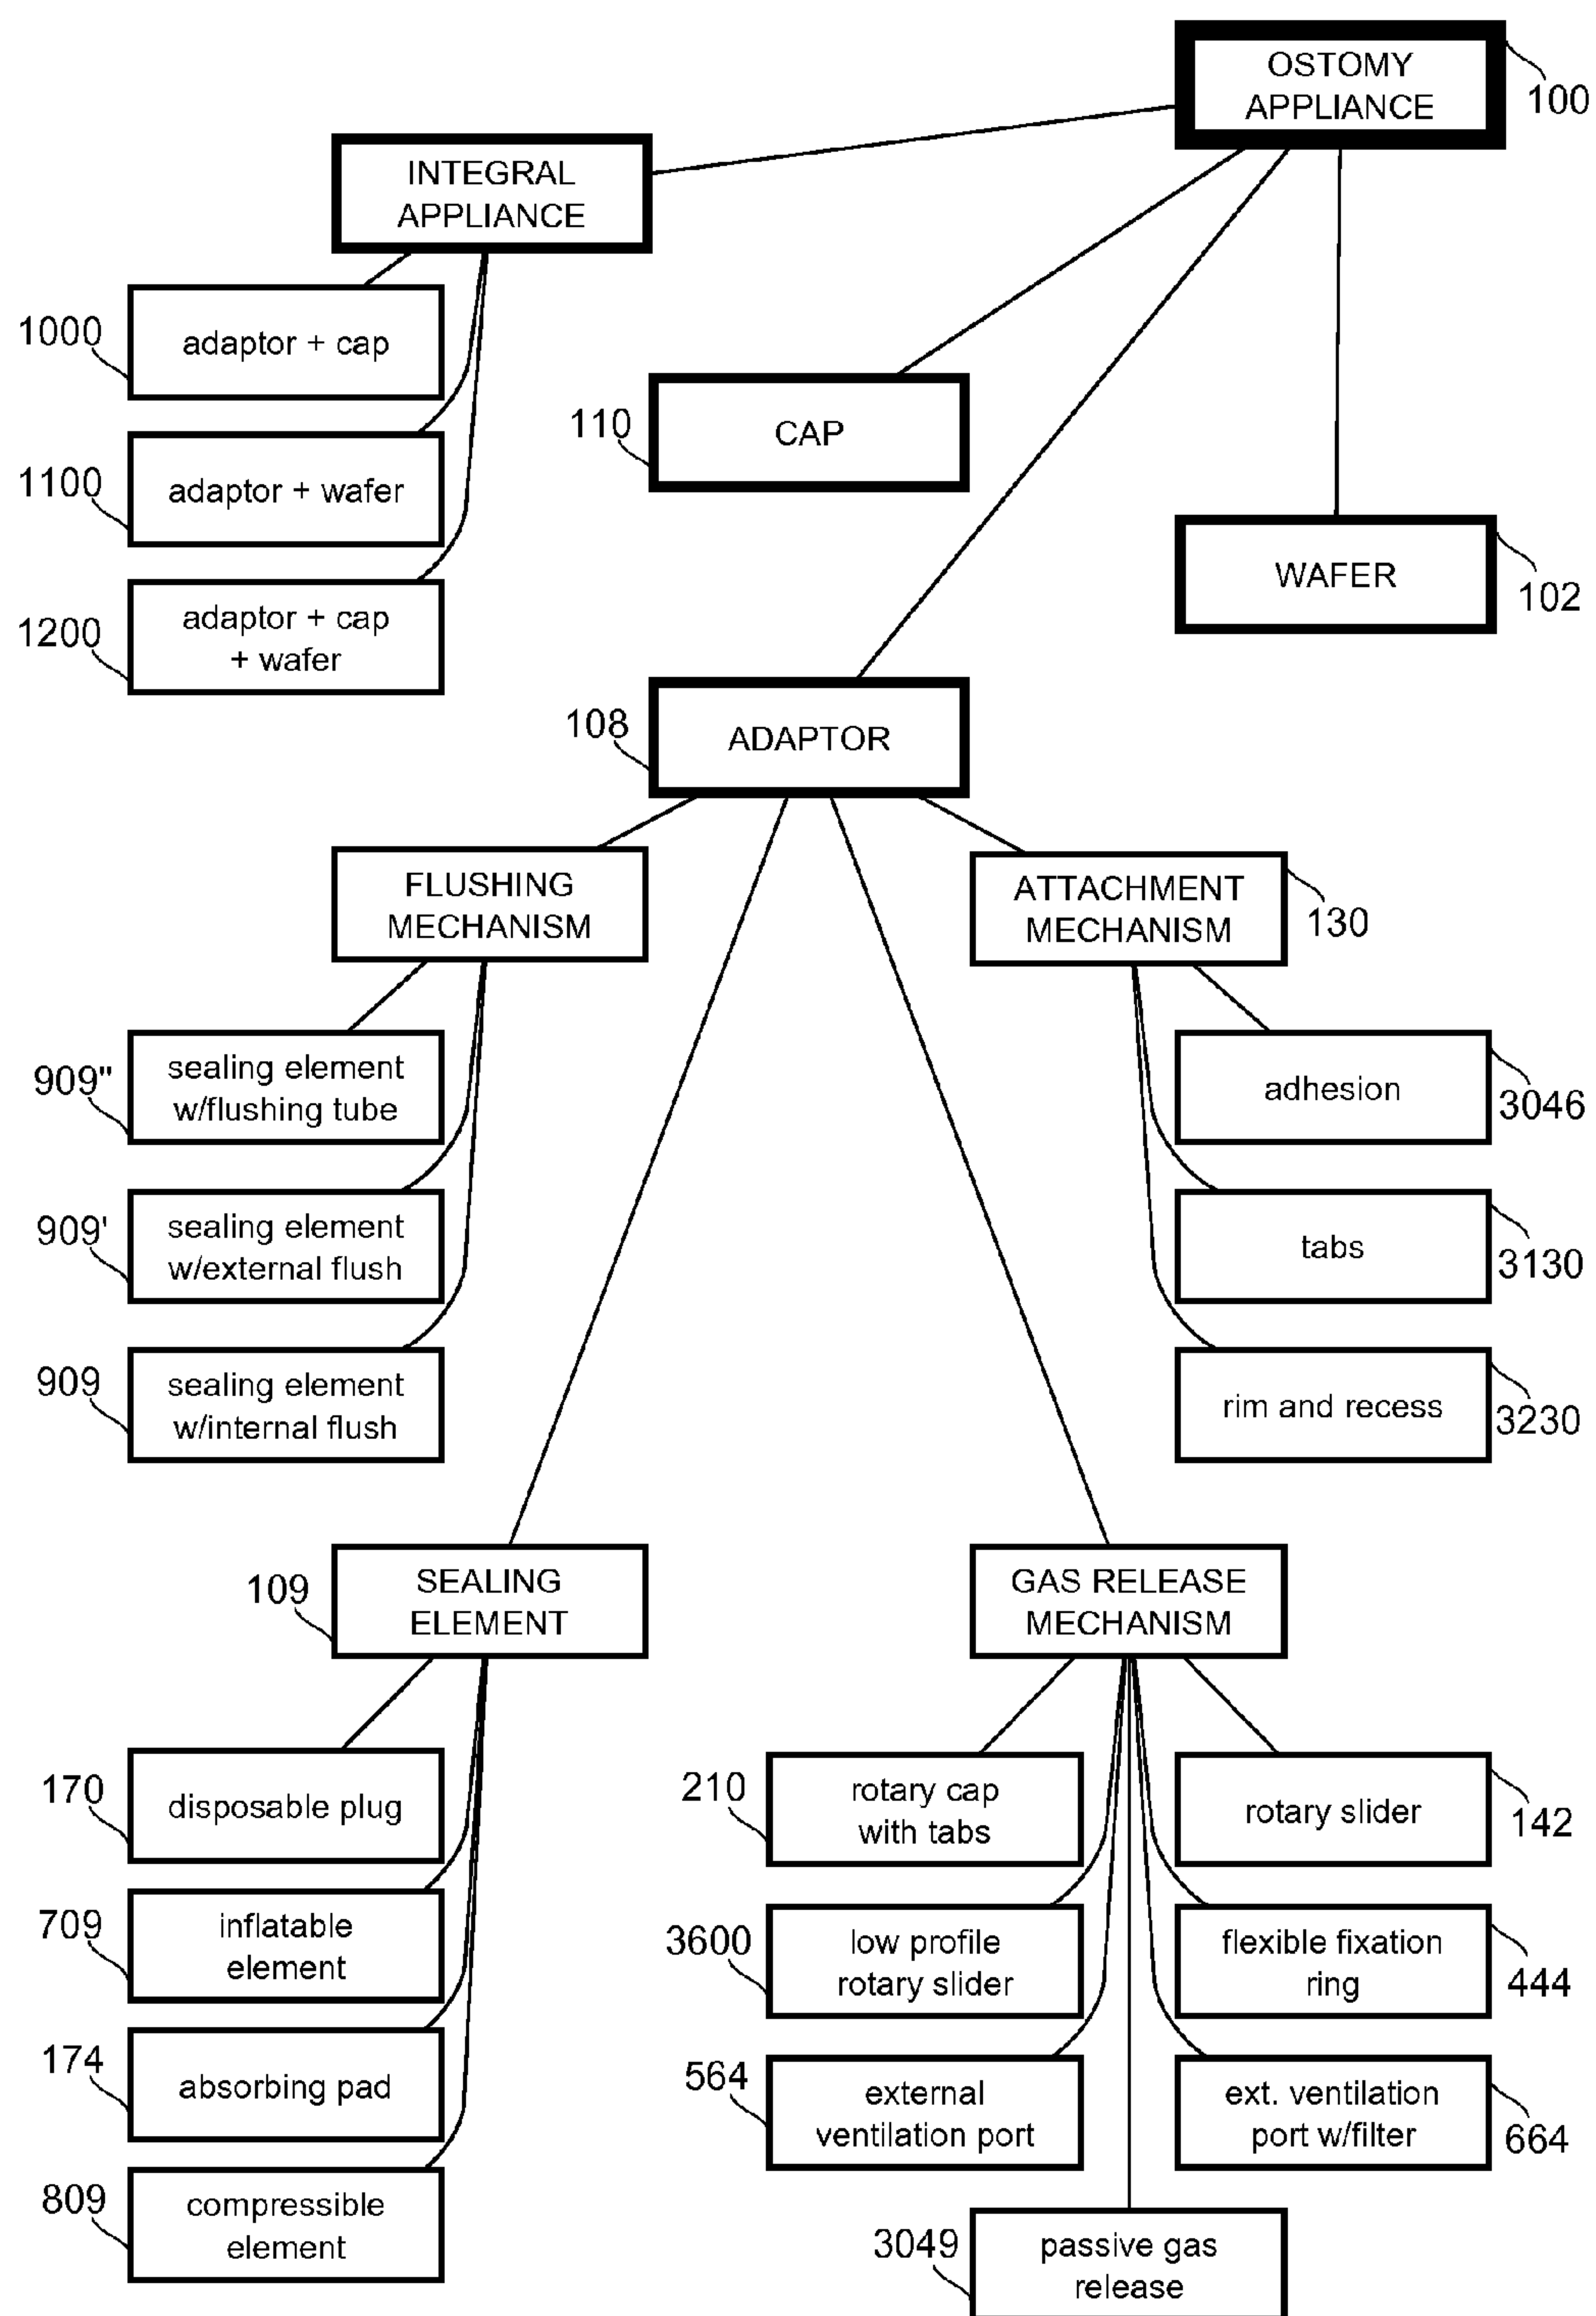 OSTOMY
APPLIANCE
100
INTEGRAL
APPLIANCE
1000
adaptor + cap
1100
adaptor + wafer
1200
adaptor + cap
+ wafer
110
CAP
WAFER
102
108
ADAPTOR
FLUSHING
MECHANISM
ATTACHMENT
MECHANISM
130
909"
sealing element
w/flushing tube
909'
sealing element
w/external flush
909
sealing element
w/internal flush
adhesion
3046
tabs
3130
rim and recess
3230
109
SEALING
ELEMENT
GAS RELEASE
MECHANISM
170
disposable plug
709
inflatable
element
174
absorbing pad
809
compressible
element
210
rotary cap
with tabs
rotary slider
142
3600
low profile
rotary slider
flexible fixation
ring
444
564
external
ventilation port
ext. ventilation
port w/filter
664
3049
passive gas
release